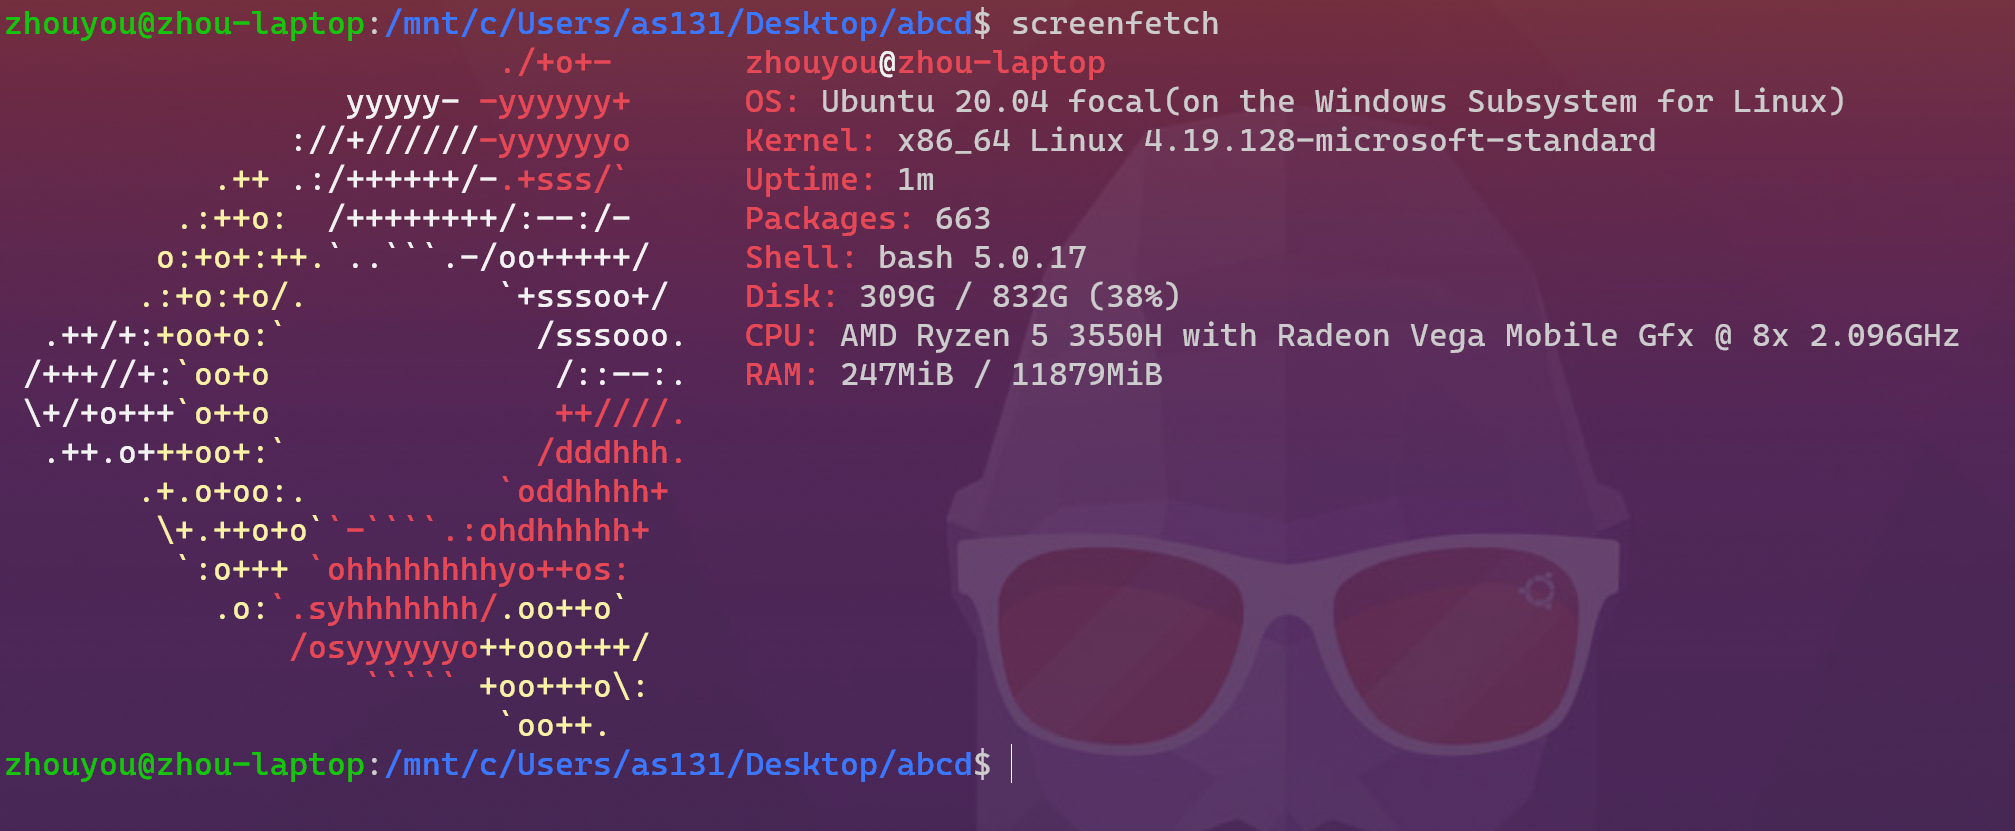 zhouyou@zhou-laptop:/mnt/c/Users/as131/Desktop/abcd$ screenfetch
                          ./+o+-       zhouyou@zhou-laptop
                  yyyyy- -yyyyyy+      OS: Ubuntu 20.04 focal(on the Windows Subsystem for Linux)
               ://+//////-yyyyyyo      Kernel: x86_64 Linux 4.19.128-microsoft-standard
           .++ .:/++++++/-.+sss/`      Uptime: 1m
         .:++o:  /++++++++/:--:/-      Packages: 663
        o:+o+:++.`..```.-/oo+++++/     Shell: bash 5.0.17
       .:+o:+o/.          `+sssoo+/    Disk: 309G / 832G (38%)
  .++/+:+oo+o:`             /sssooo.   CPU: AMD Ryzen 5 3550H with Radeon Vega Mobile Gfx @ 8x 2.096GHz
 /+++//+:`oo+o               /::--:.   RAM: 247MiB / 11879MiB
 \+/+o+++`o++o               ++////.
  .++.o+++oo+:`             /dddhhh.
       .+.o+oo:.          `oddhhhh+
        \+.++o+o``-````.:ohdhhhhh+
         `:o+++ `ohhhhhhhhyo++os:
           .o:`.syhhhhhhh/.oo++o`
               /osyyyyyyo++ooo+++/
                   ````` +oo+++o\:
                          `oo++.
zhouyou@zhou-laptop:/mnt/c/Users/as131/Desktop/abcd$